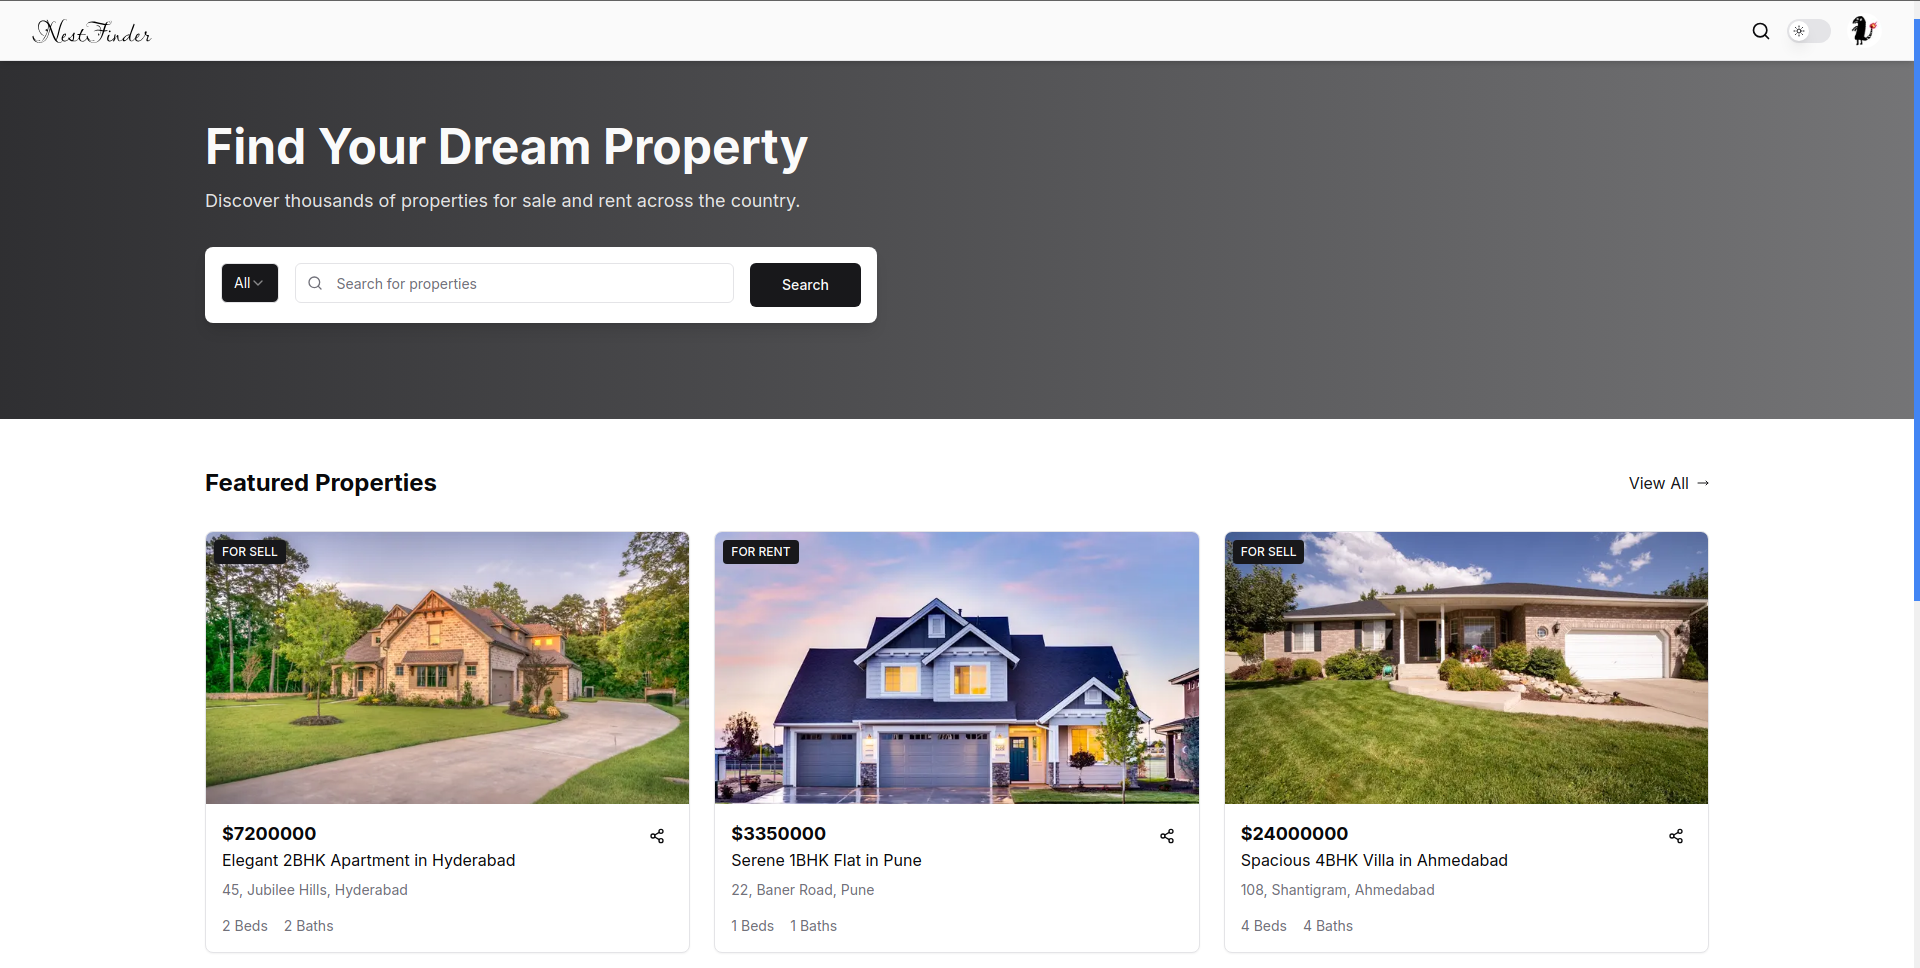 NestFinder
Find Your Dream Property
Discover thousands of properties for sale and rent across the country.
All
Search for properties
Search
Featured Properties
View All →
FOR SELL
$7200000
Elegant 2BHK Apartment in Hyderabad
45, Jubilee Hills, Hyderabad
2 Beds 2 Baths
FOR RENT
$3350000
Serene 1BHK Flat in Pune
22, Baner Road, Pune
1 Beds 1 Baths
FOR SELL
$24000000
Spacious 4BHK Villa in Ahmedabad
108, Shantigram, Ahmedabad
4 Beds 4 Baths